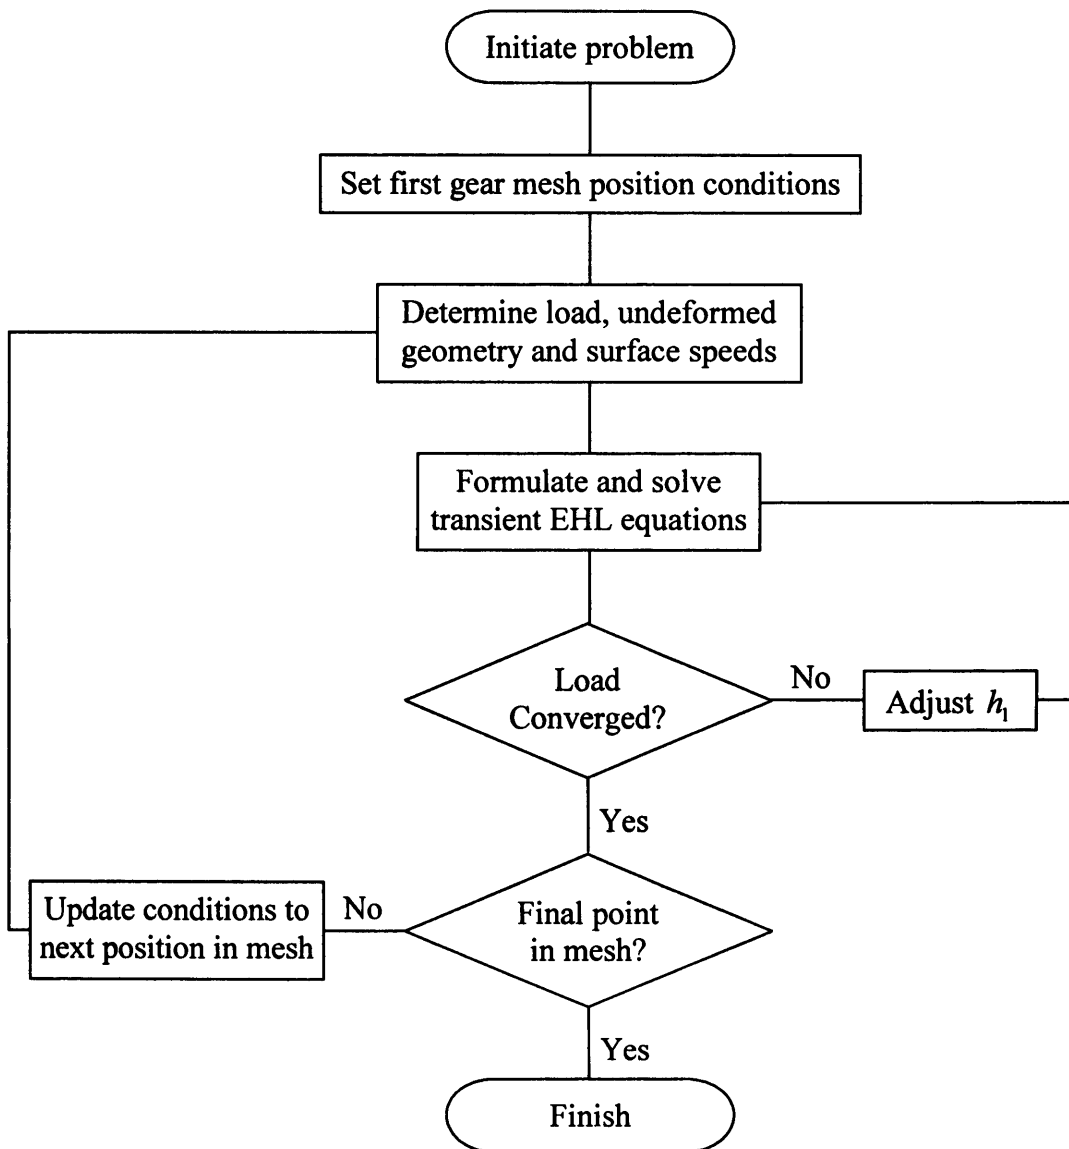 Initiate problem
Set first gear mesh position conditions
Determine load, undeformed
geometry and surface speeds
Formulate and solve
transient EHL equations
Load
Converged?
No
Adjust h₁
Yes
Final point
in mesh?
No
Update conditions to
next position in mesh
Yes
Finish